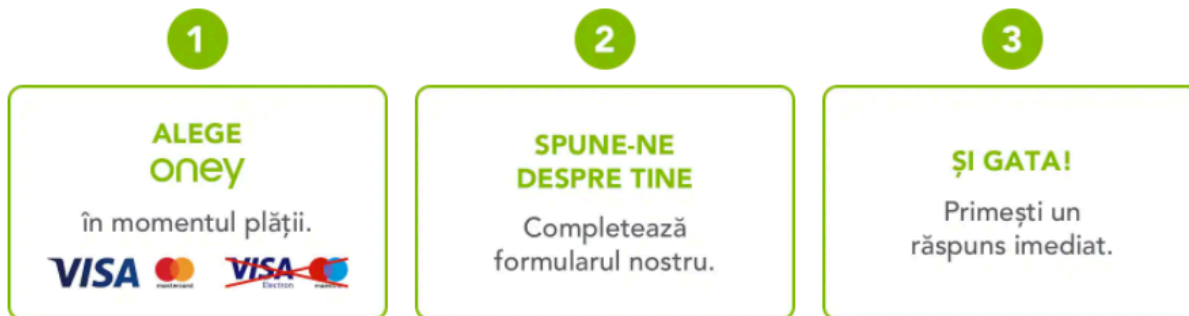 1
ALEGE
oney
în momentul plății.
VISA mastercard VISA Electron
2
SPUNE-NE
DESPRE TINE
Completează
formularul nostru.
3
ȘI GATA!
Primești un
răspuns imediat.